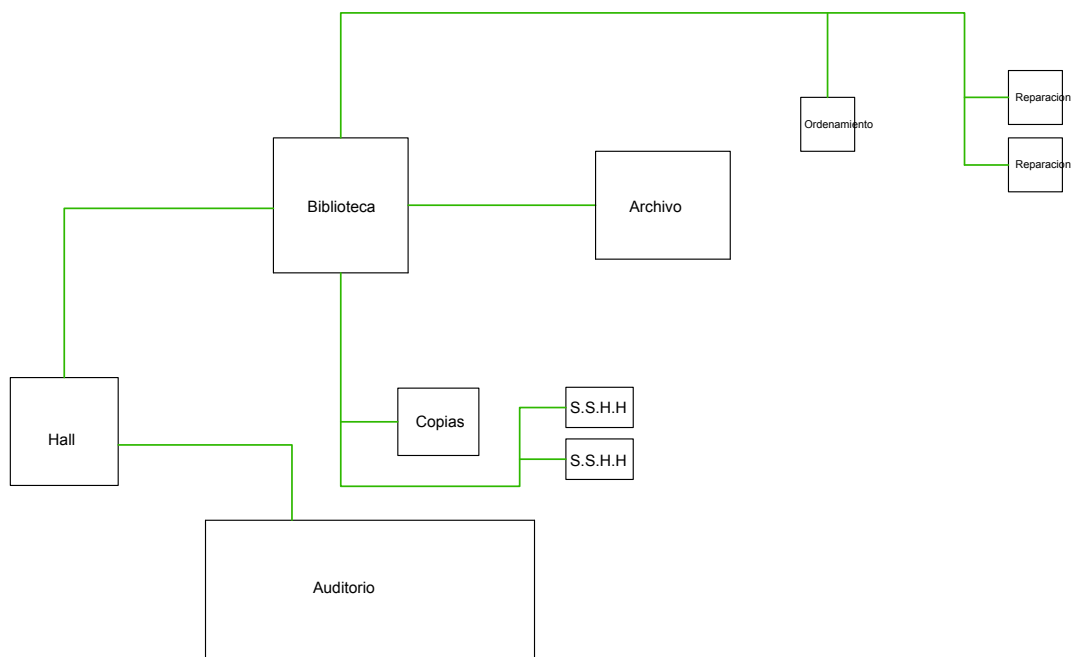 Reparacion
Ordenamiento
Reparacion
Biblioteca
Archivo
S.S.H.H
Copias
Hall
S.S.H.H
Auditorio